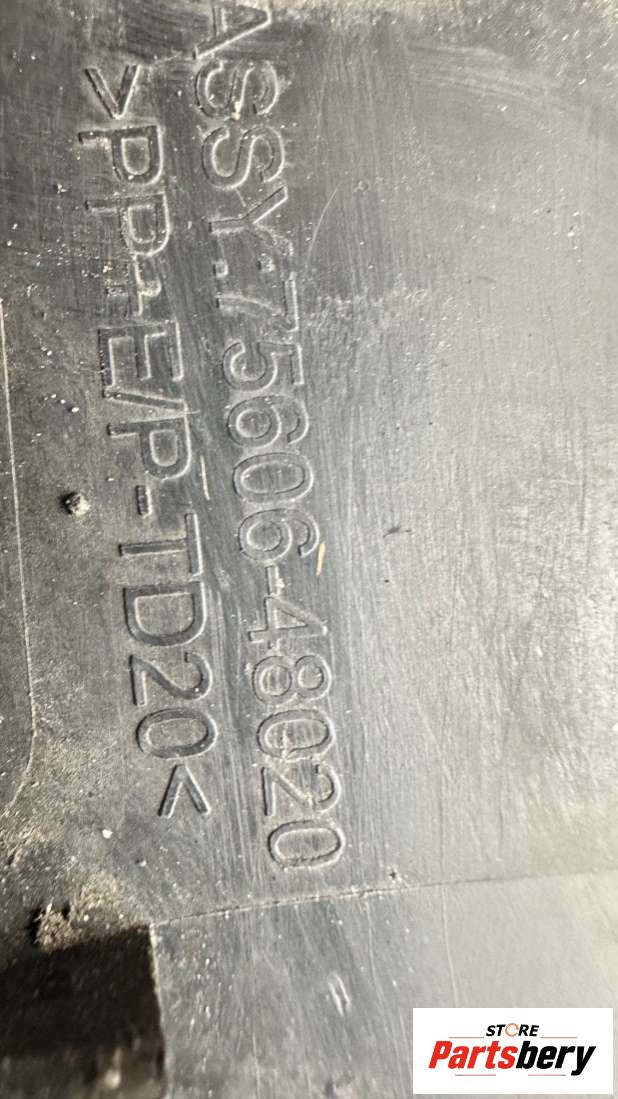 ASSY:75606-48020
>PP+E/P-TD20<
STORE
Partsbery